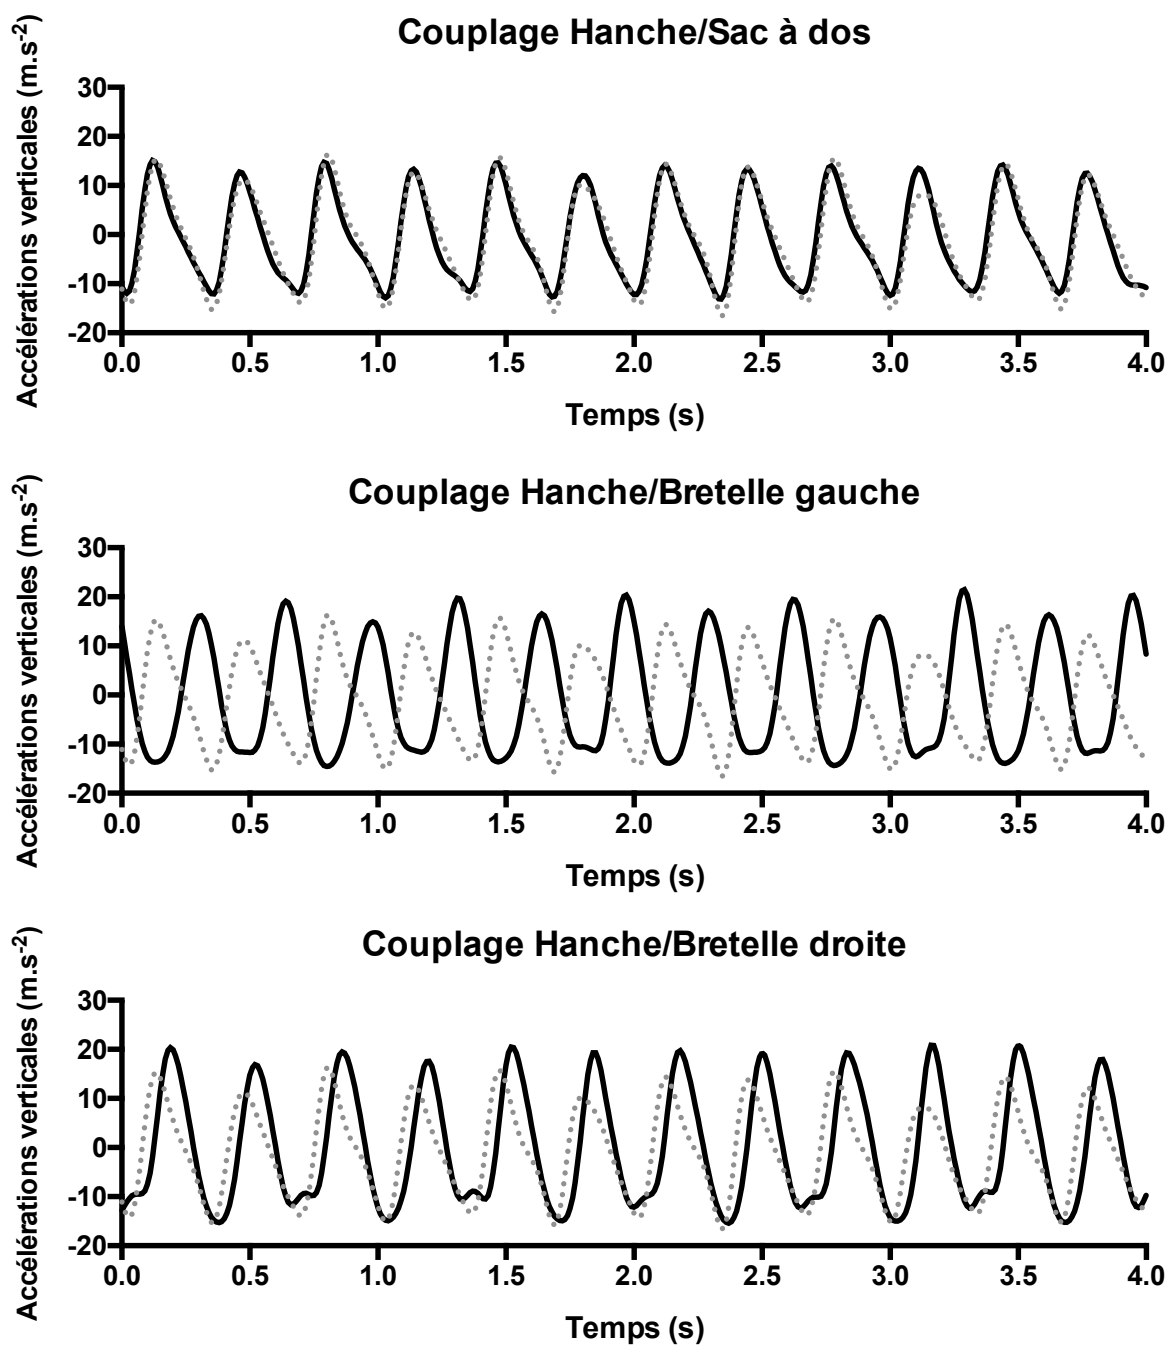 Couplage Hanche/Sac à dos
Accélérations verticales (m.s-2)
30
20
10
0
-10
-20
0.0 0.5 1.0 1.5 2.0 2.5 3.0 3.5 4.0
Temps (s)
Couplage Hanche/Bretelle gauche
Accélérations verticales (m.s-2)
30
20
10
0
-10
-20
0.0 0.5 1.0 1.5 2.0 2.5 3.0 3.5 4.0
Temps (s)
Couplage Hanche/Bretelle droite
Accélérations verticales (m.s-2)
30
20
10
0
-10
-20
0.0 0.5 1.0 1.5 2.0 2.5 3.0 3.5 4.0
Temps (s)